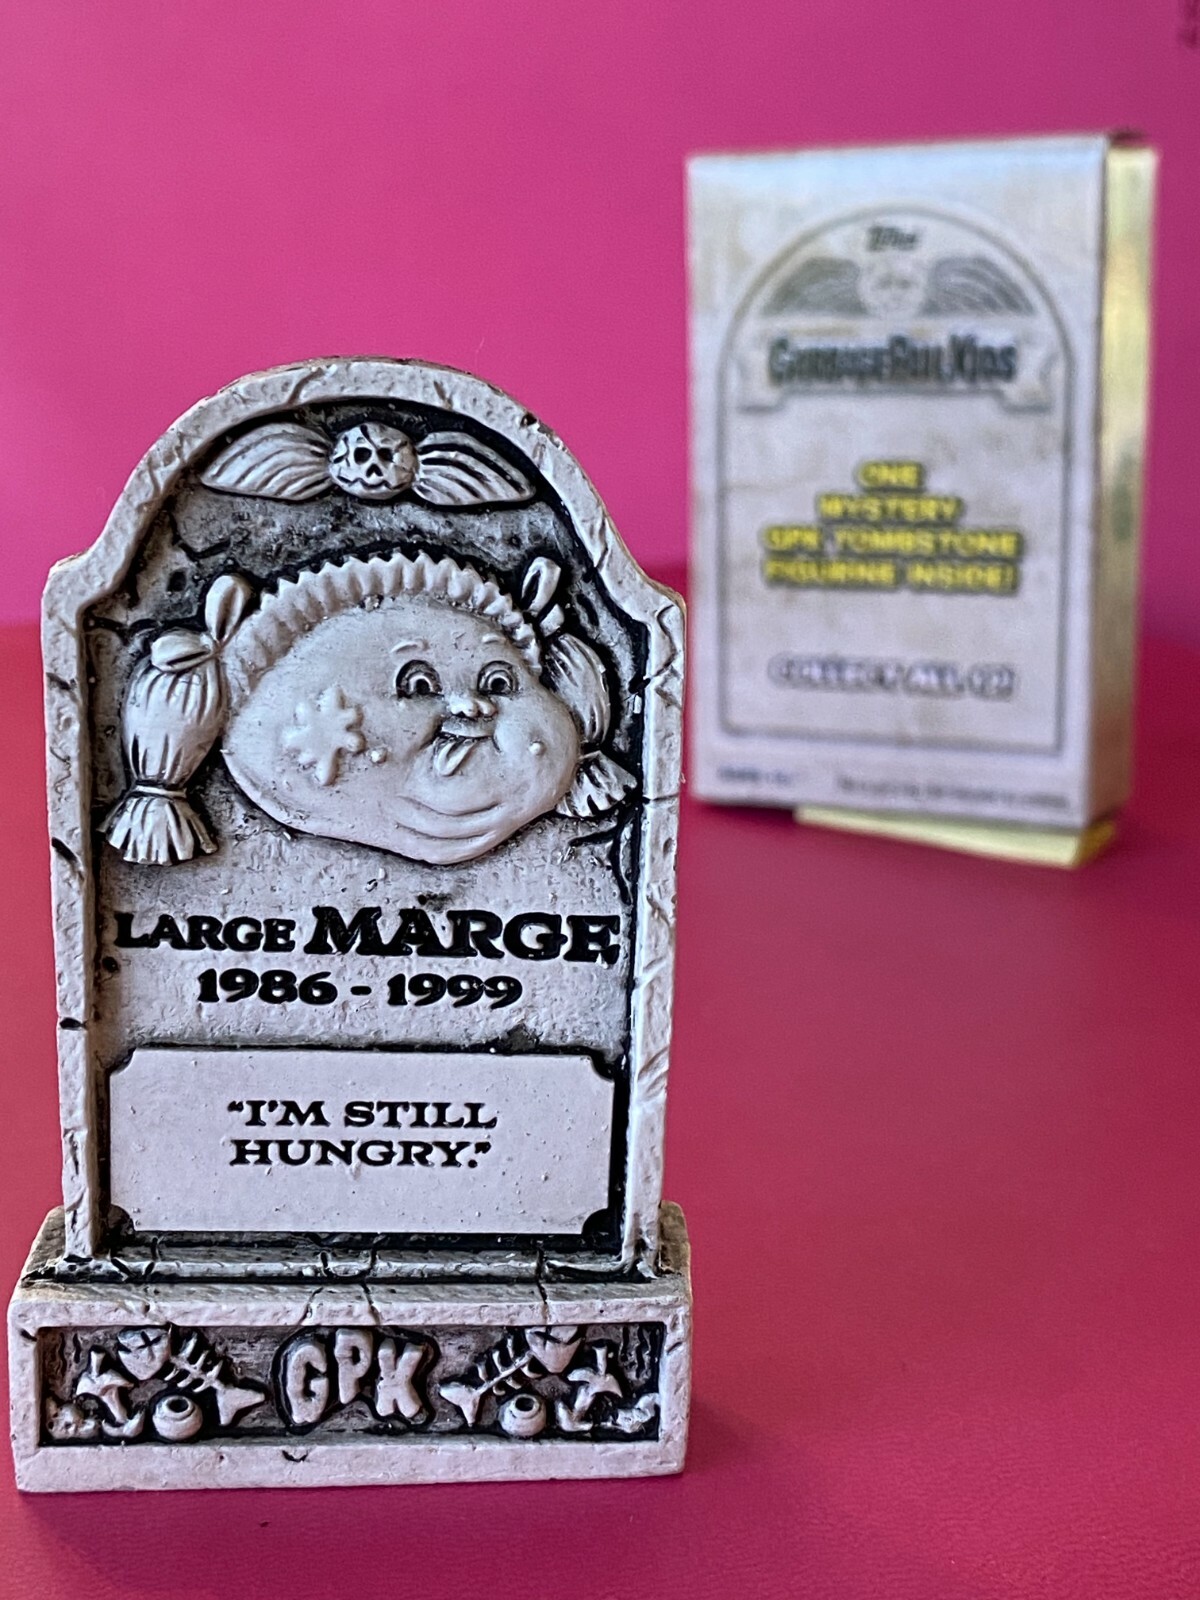 LARGE MARGE
1986 - 1999
"I'M STILL
HUNGRY."
GPK
Topps
GARBAGE PAIL KIDS
ONE
MYSTERY
GPK TOMBSTONE
FIGURINE INSIDE!